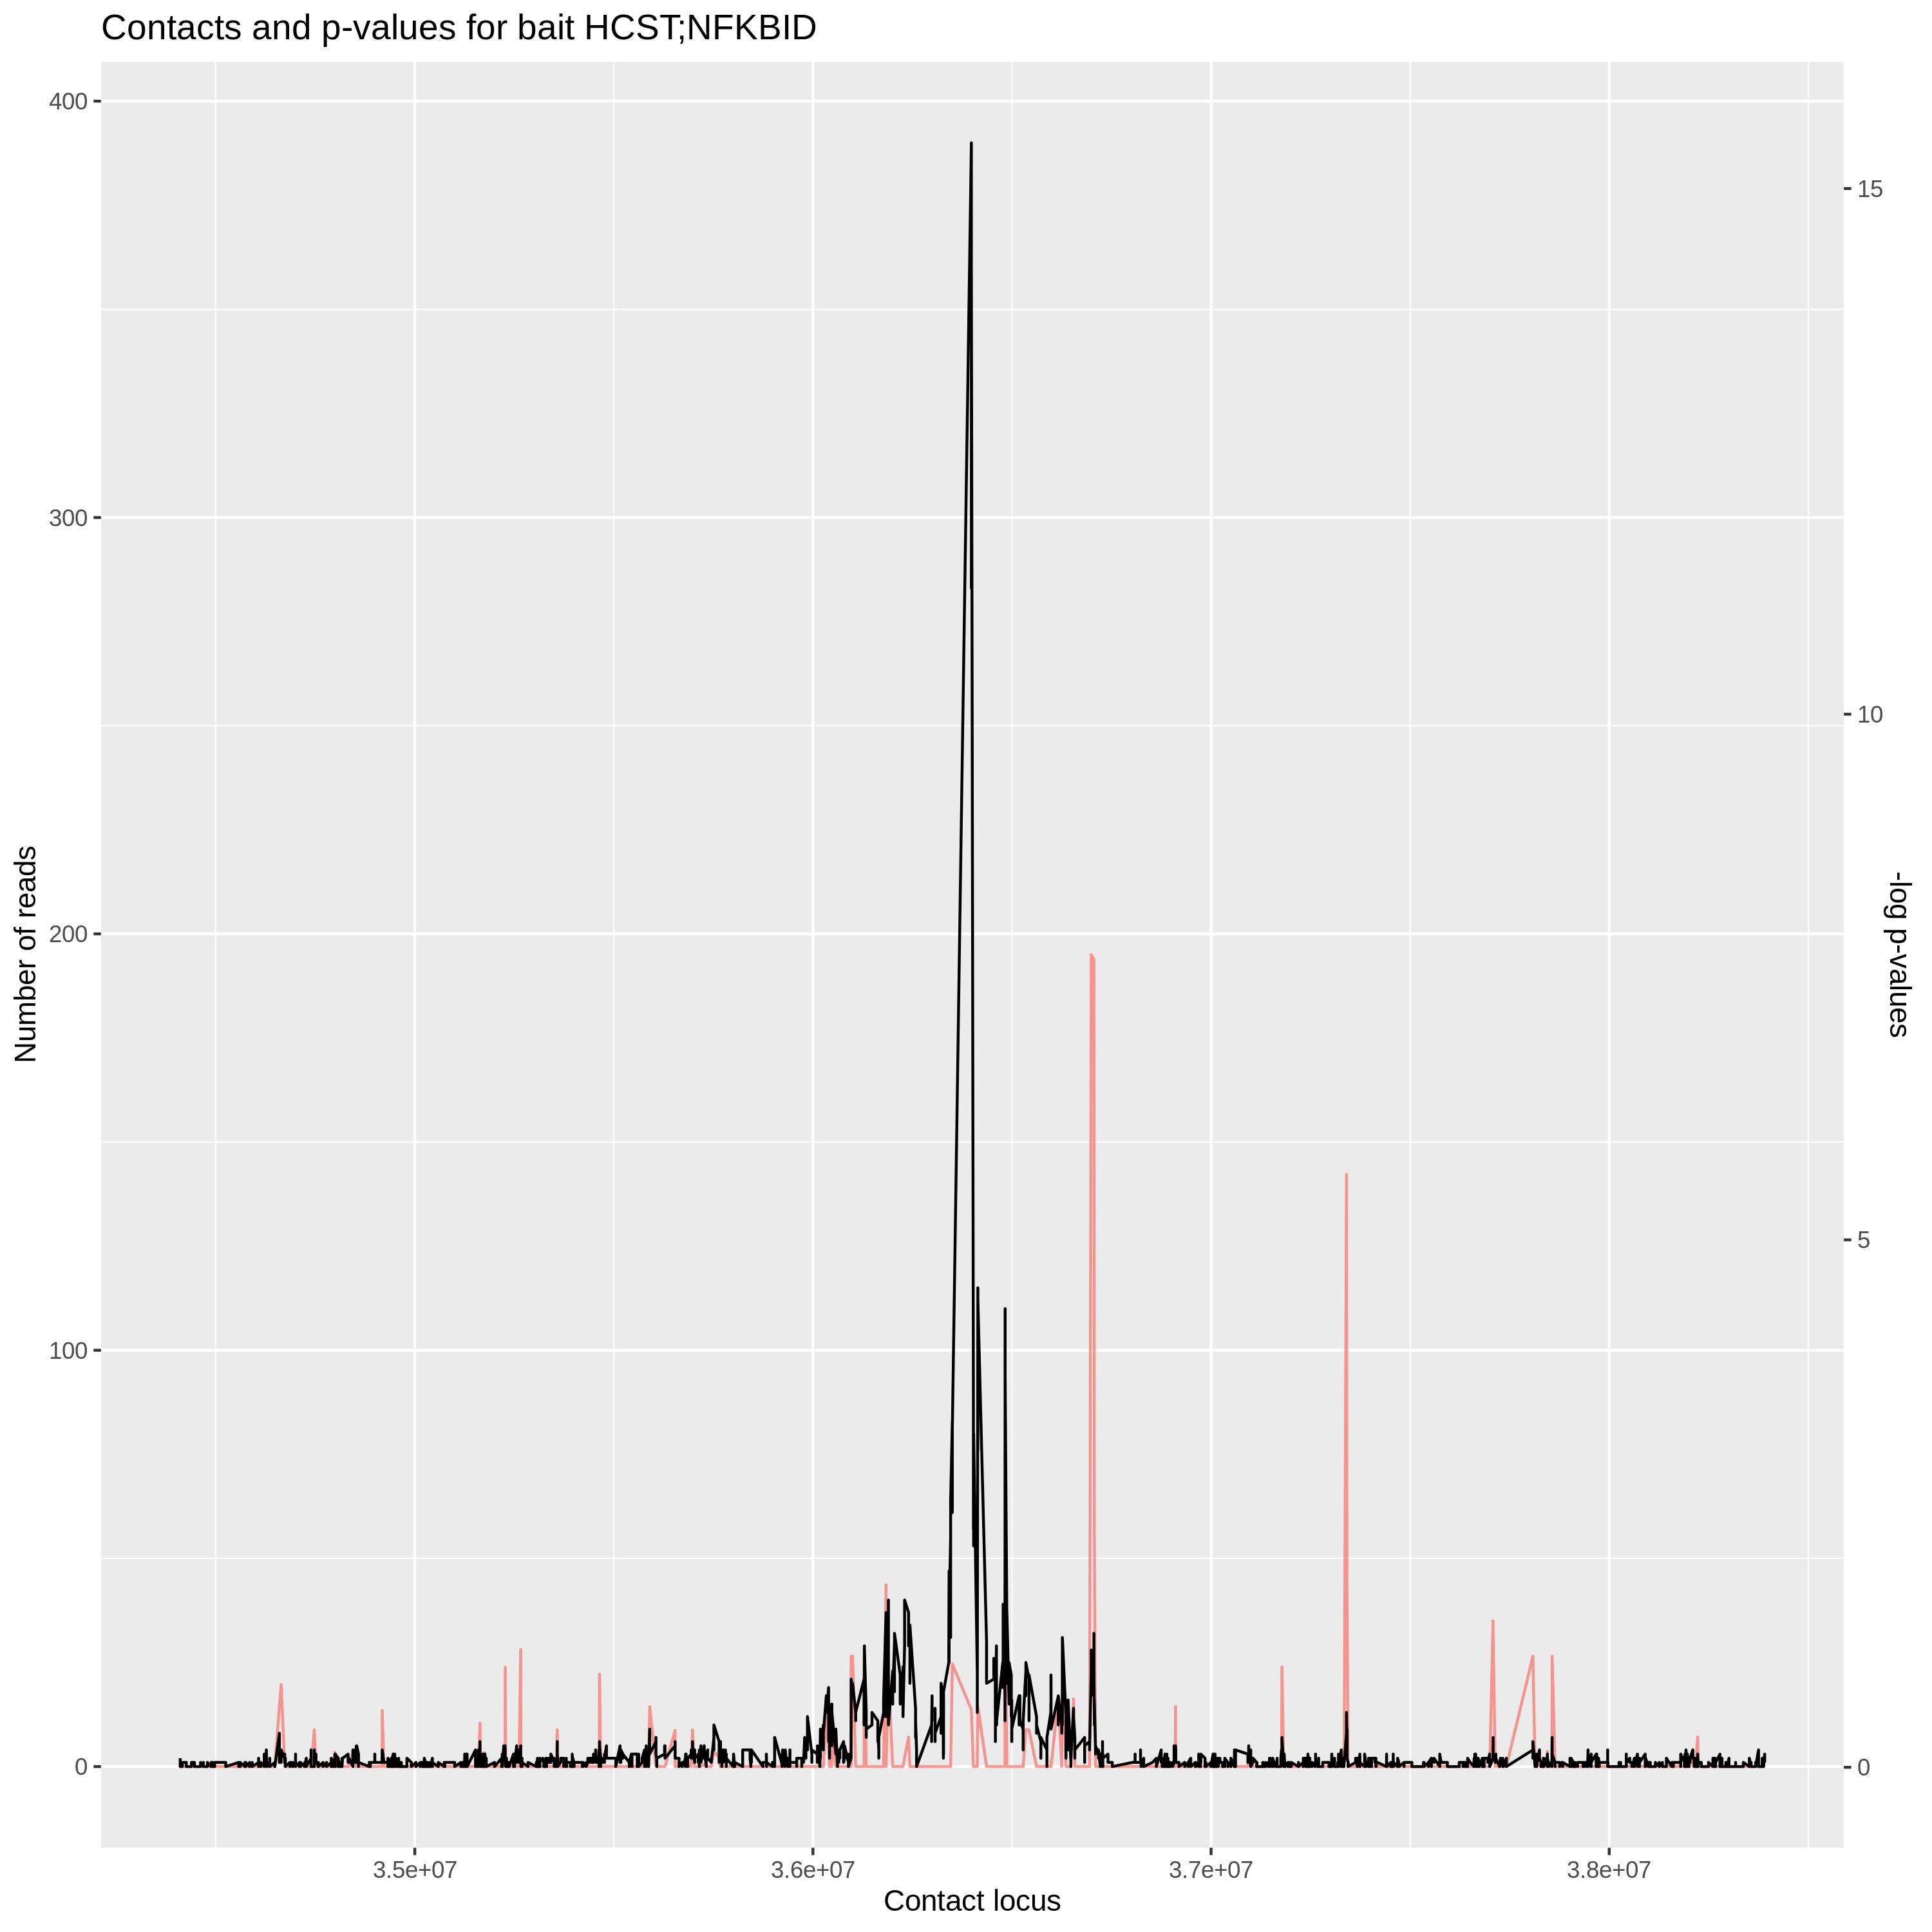 Contacts and p-values for bait HCST;NFKBID
400
300
200
100
0
Number of reads
15
10
5
0
-log p-values
3.5e+07
3.6e+07
3.7e+07
3.8e+07
Contact locus